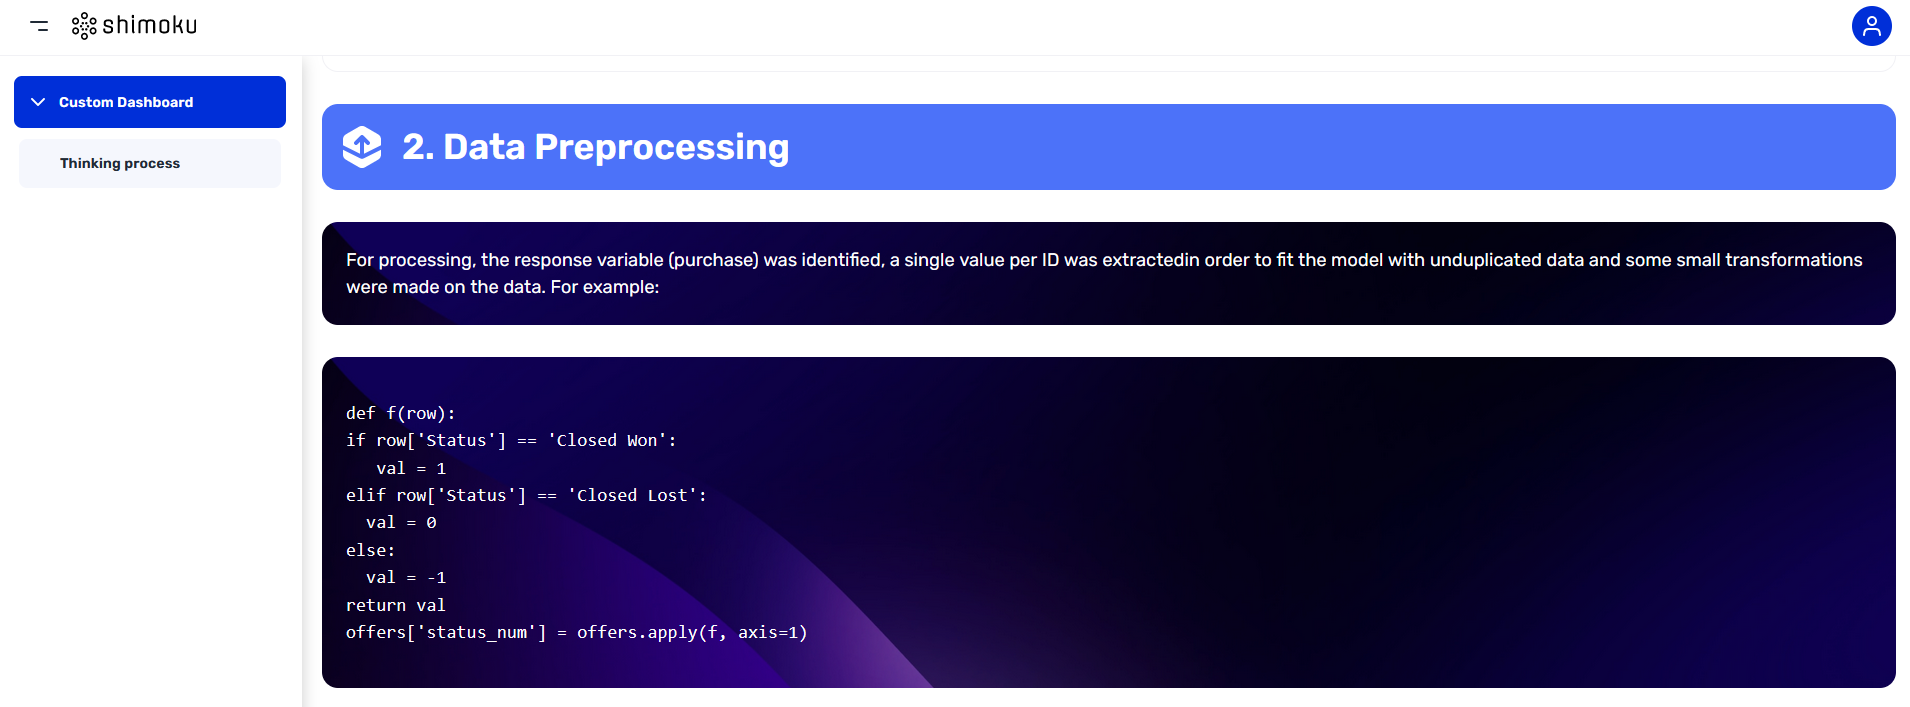 shimoku
Custom Dashboard
Thinking process
2. Data Preprocessing
For processing, the response variable (purchase) was identified, a single value per ID was extractedin order to fit the model with unduplicated data and some small transformations
were made on the data. For example:
def f(row):
if row['Status'] == 'Closed Won':
   val = 1
elif row['Status'] == 'Closed Lost':
  val = 0
else:
  val = -1
return val
offers['status_num'] = offers.apply(f, axis=1)